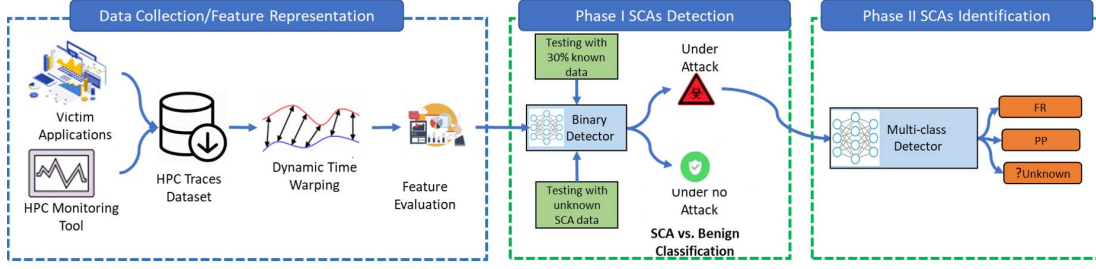 Data Collection/Feature Representation
Phase I SCAs Detection
Phase II SCAs Identification
Victim
Applications
HPC Monitoring
Tool
HPC Traces
Dataset
Dynamic Time
Warping
Feature
Evaluation
Testing with
30% known
data
Binary
Detector
Testing with
unknown
SCA data
Under
Attack
Under no
Attack
SCA vs. Benign
Classification
Multi-class
Detector
FR
PP
?Unknown